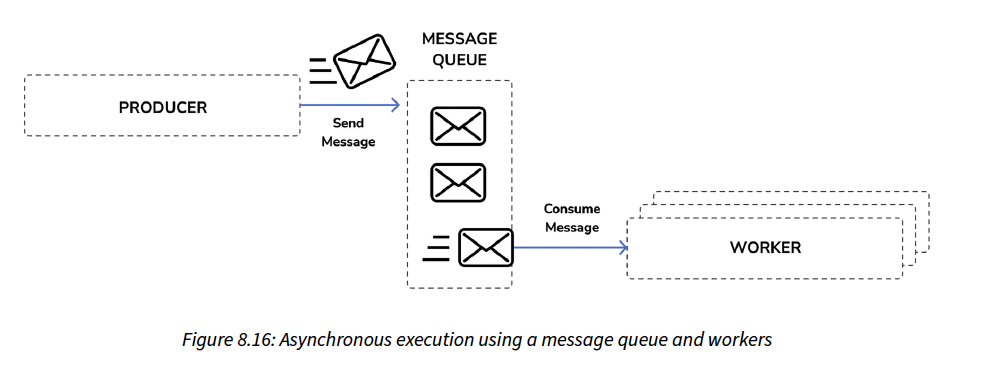 MESSAGE
QUEUE
PRODUCER
Send
Message
Consume
Message
WORKER
Figure 8.16: Asynchronous execution using a message queue and workers